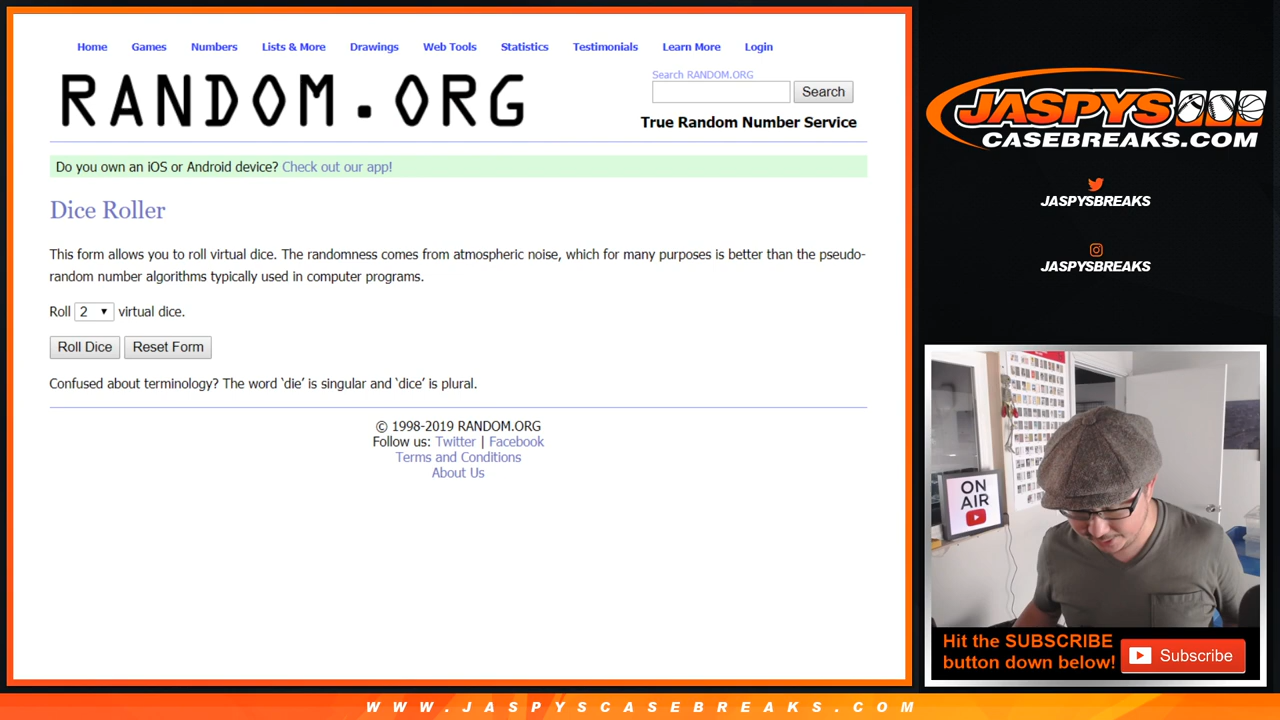 Home Games Numbers Lists & More Drawings Web Tools Statistics Testimonials Learn More Login
RANDOM.ORG
Search RANDOM.ORG
Search
True Random Number Service
Do you own an iOS or Android device? Check out our app!
Dice Roller
This form allows you to roll virtual dice. The randomness comes from atmospheric noise, which for many purposes is better than the pseudo-
random number algorithms typically used in computer programs.
Roll 2 virtual dice.
Roll Dice Reset Form
Confused about terminology? The word ‘die’ is singular and ‘dice’ is plural.
© 1998-2019 RANDOM.ORG
Follow us: Twitter | Facebook
Terms and Conditions
About Us
JASPYS
CASEBREAKS.COM
JASPYSBREAKS
JASPYSBREAKS
ON
AIR
Hit the SUBSCRIBE
button down below!
Subscribe
WWW.JASPYSCASEBREAKS.COM